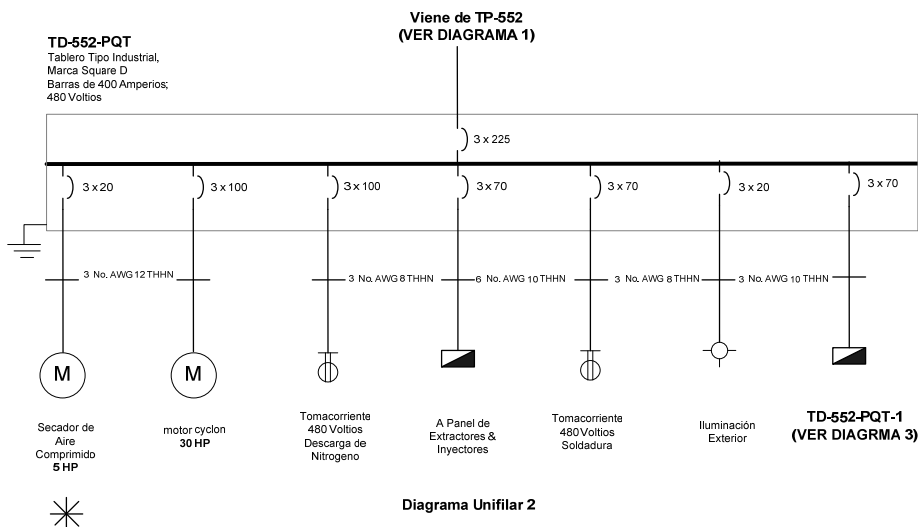 Viene de TP-552
(VER DIAGRAMA 1)
TD-552-PQT
Tablero Tipo Industrial,
Marca Square D
Barras de 400 Amperios;
480 Voltios
3 x 225
3 x 20
3 x 100
3 x 100
3 x 70
3 x 70
3 x 20
3 x 70
3 No. AWG 12 THHN
3 No. AWG 8 THHN
6 No. AWG 10 THHN
3 No. AWG 8 THHN
3 No. AWG 10 THHN
M
M
Secador de
Aire
Comprimido
5 HP
motor cyclon
30 HP
Tomacorriente
480 Voltios
Descarga de
Nitrogeno
A Panel de
Extractores &
Inyectores
Tomacorriente
480 Voltios
Soldadura
Iluminación
Exterior
TD-552-PQT-1
(VER DIAGRMA 3)
Diagrama Unifilar 2